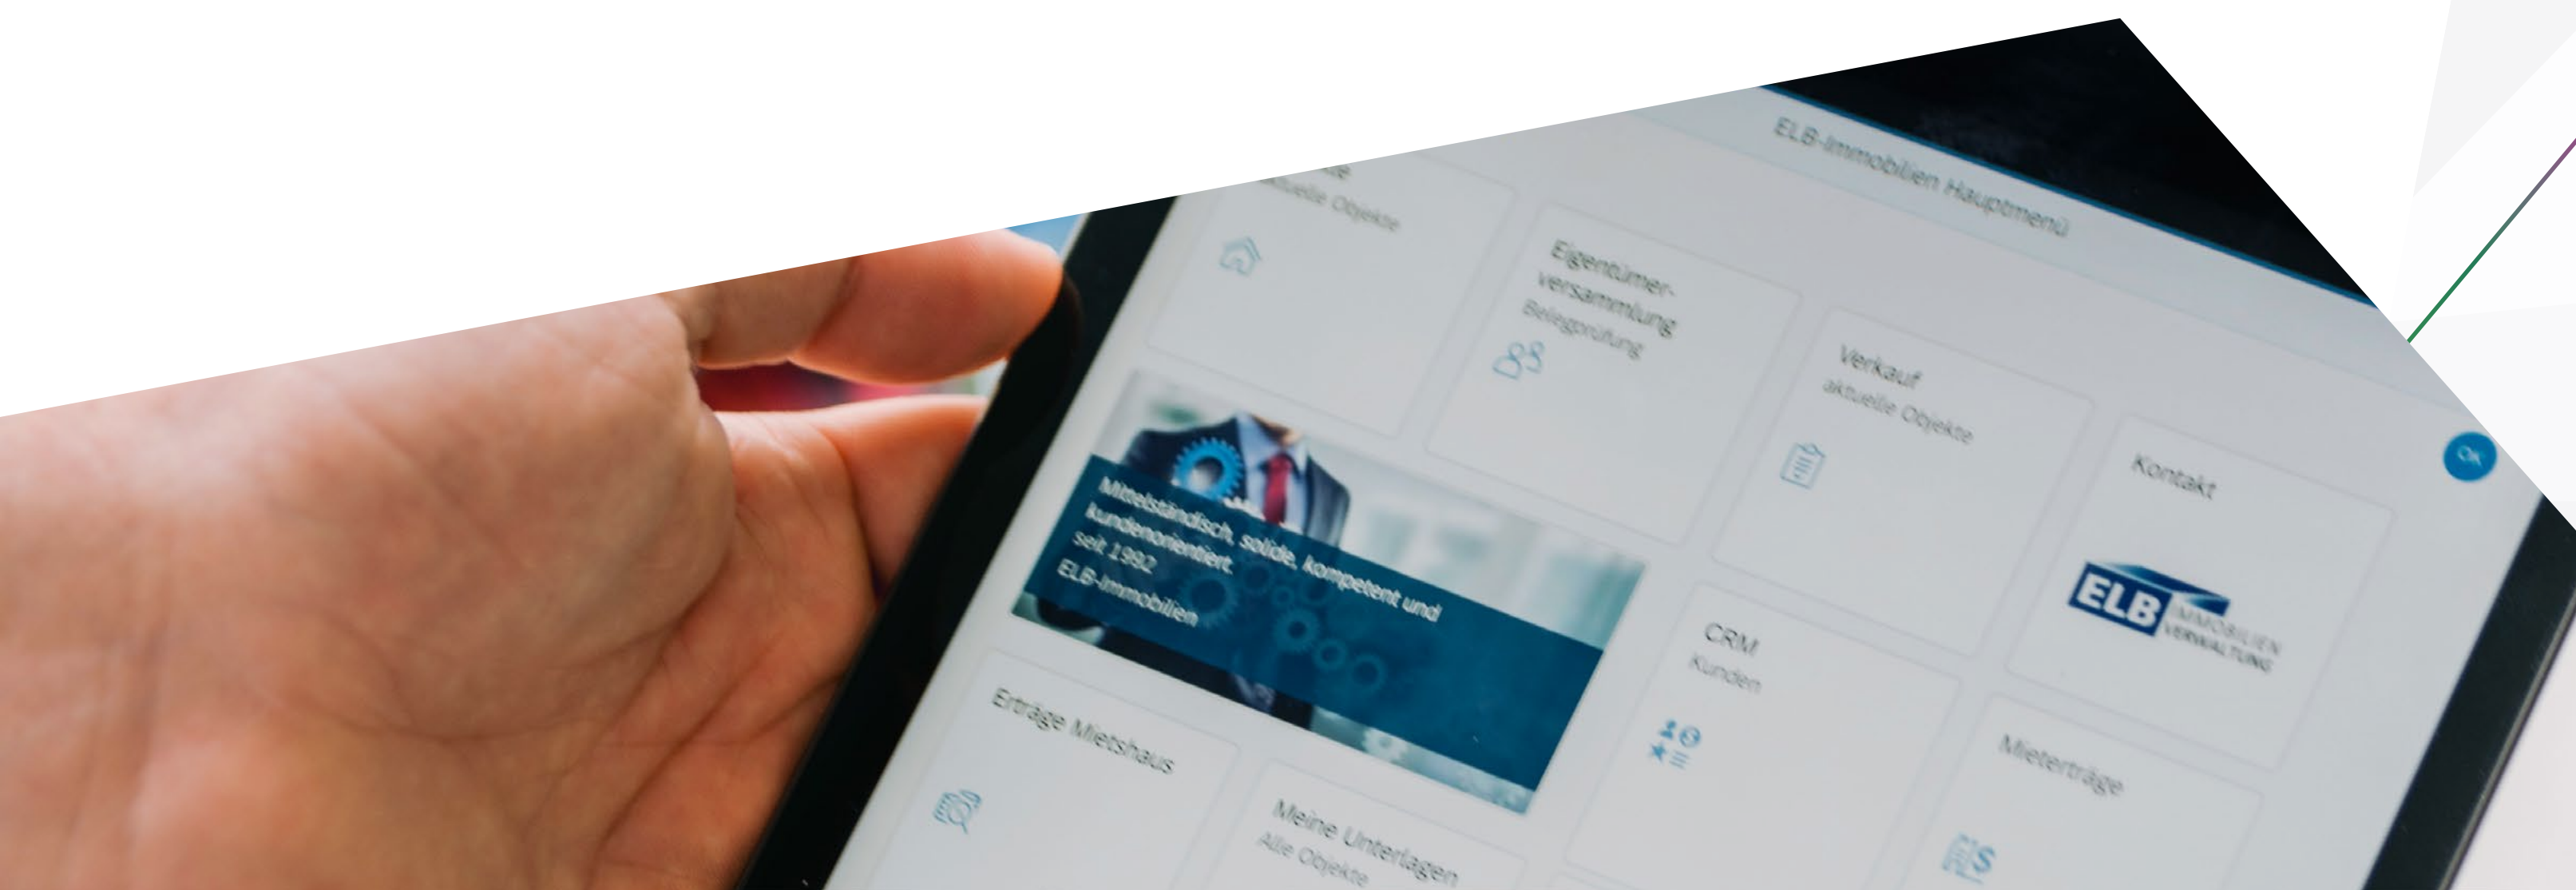 ELB-Immobilien Hauptmenü
aktuelle Objekte
Eigentümer-
versammlung
Belegprüfung
Verkauf
aktuelle Objekte
Kontakt
OK
ELB IMMOBILIEN
VERWALTUNG
Mittelständisch, solide, kompetent und
kundenorientiert.
seit 1992
ELB-Immobilien
CRM
Kunden
Erträge Mietshaus
Meine Unterlagen
Alle Objekte
Mieterträge